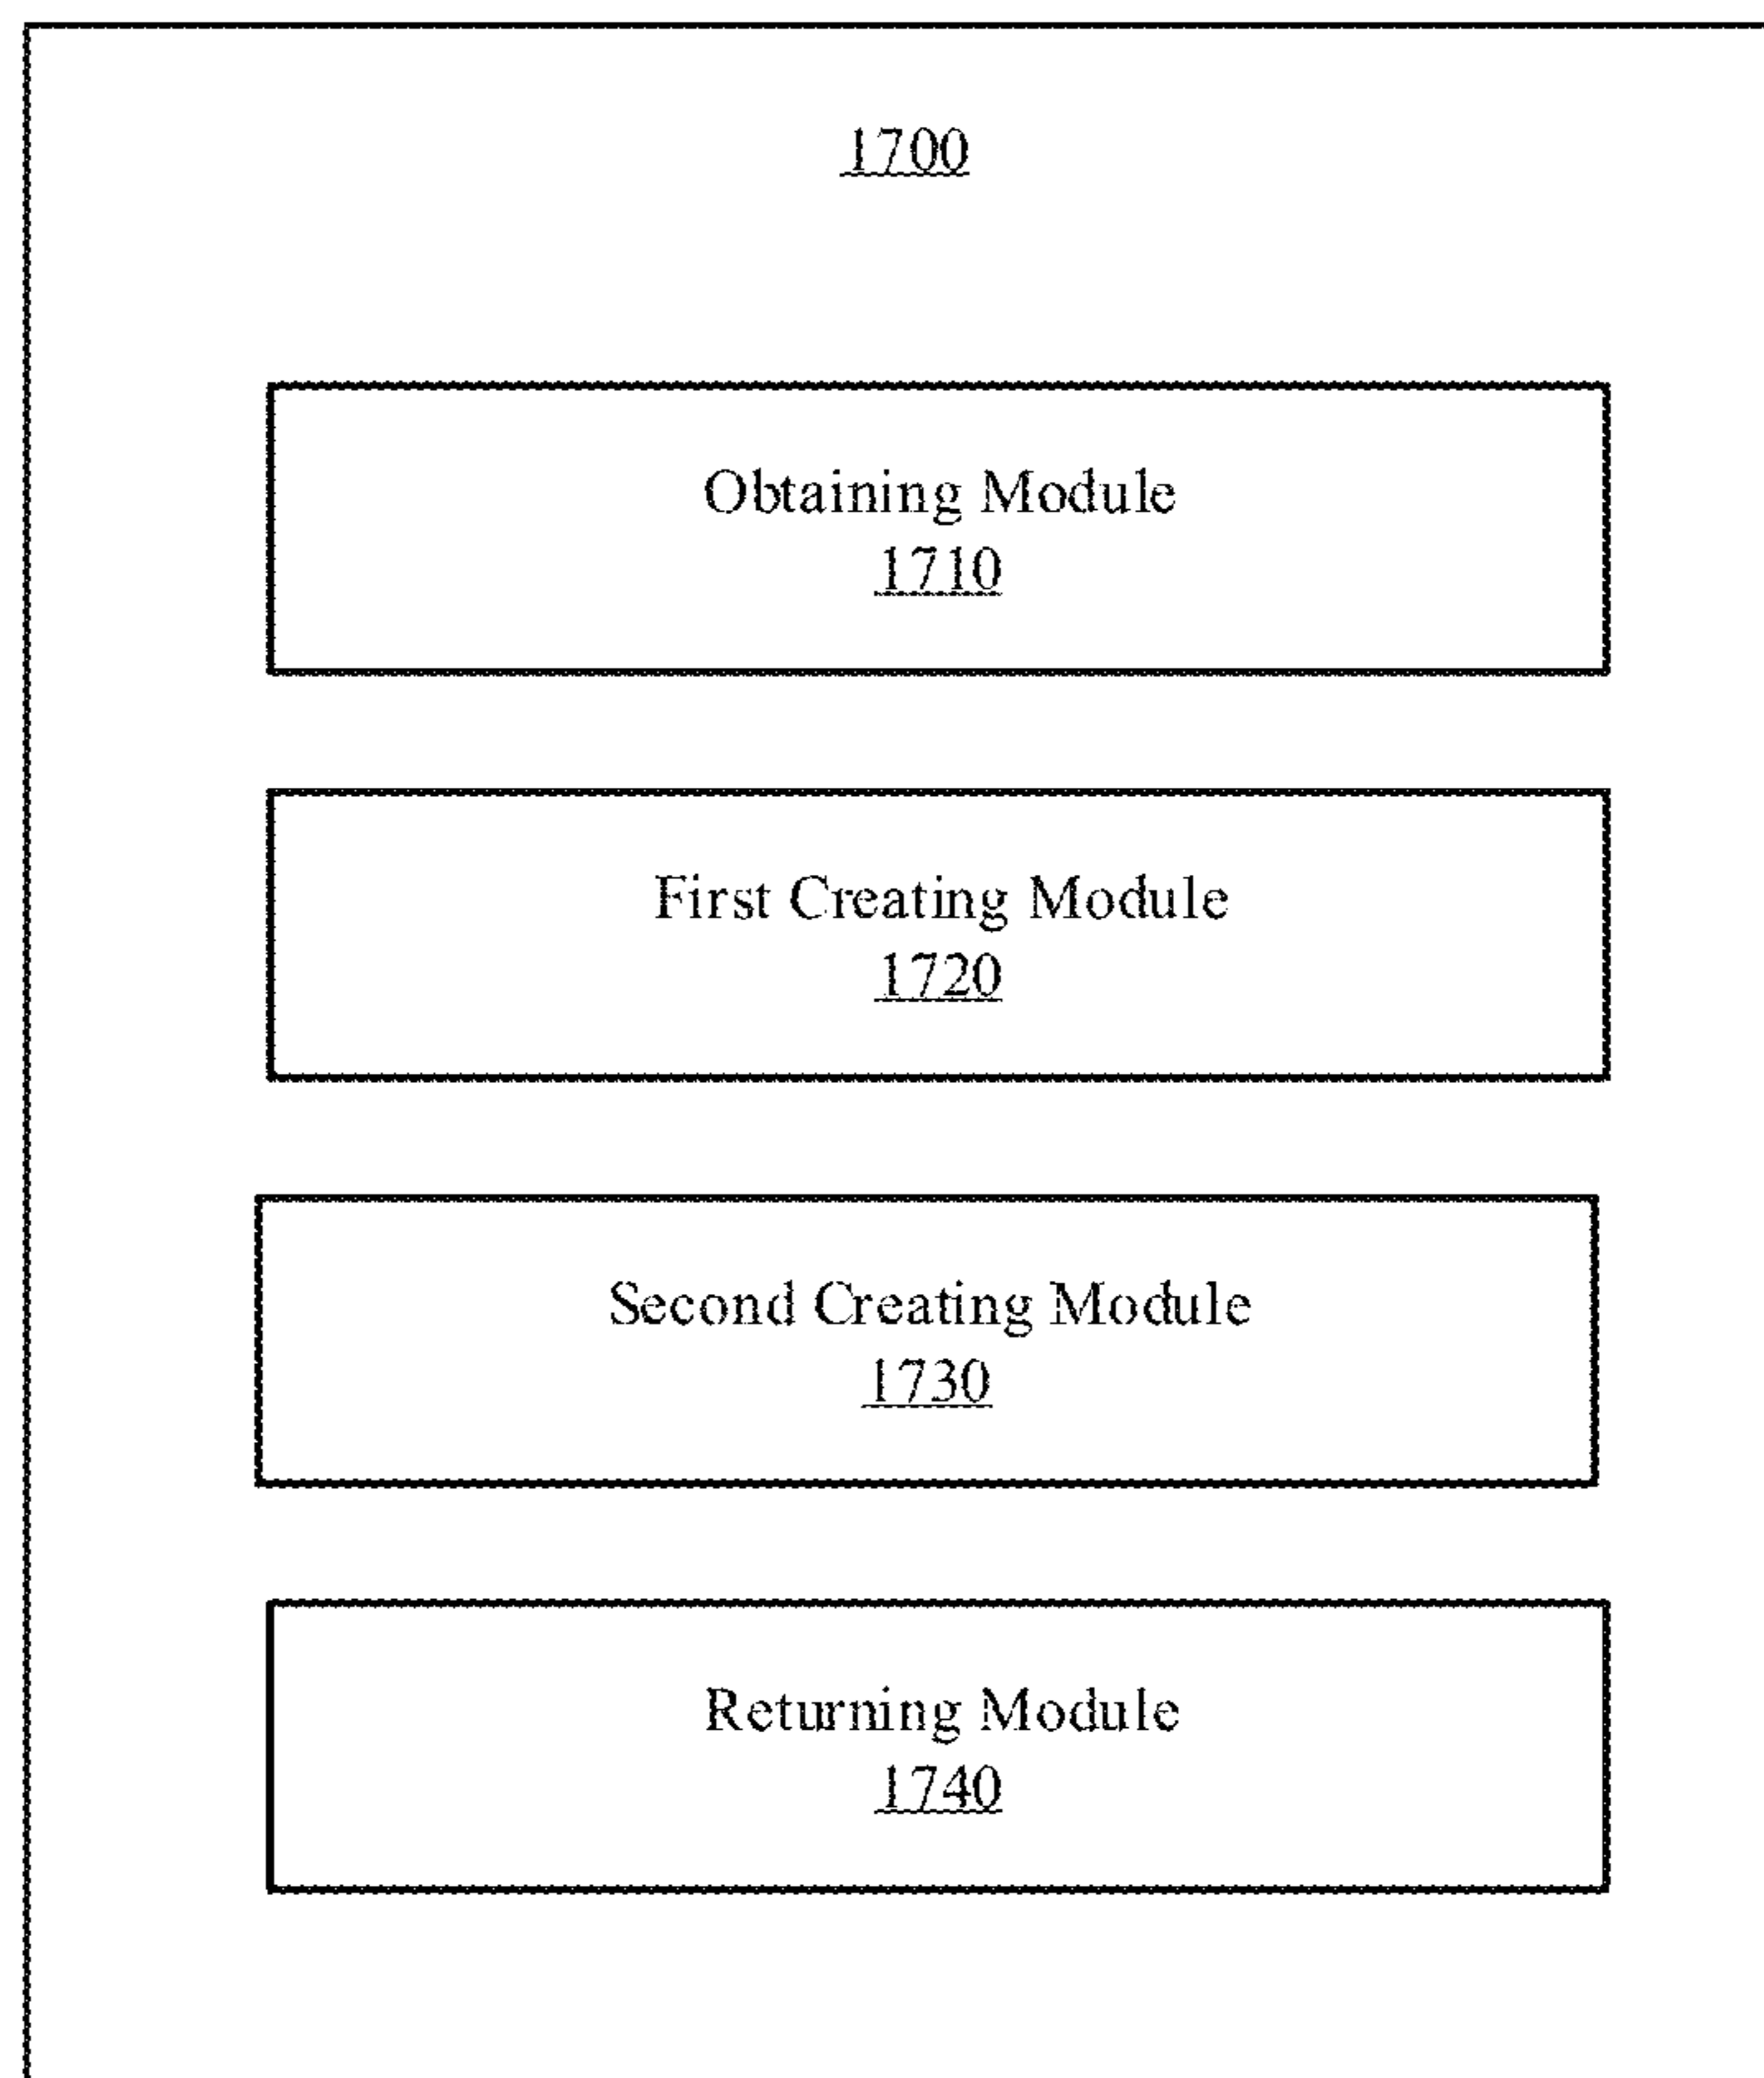 1700
Obtaining Module
1710
First Creating Module
1720
Second Creating Module
1730
Returning Module
1740